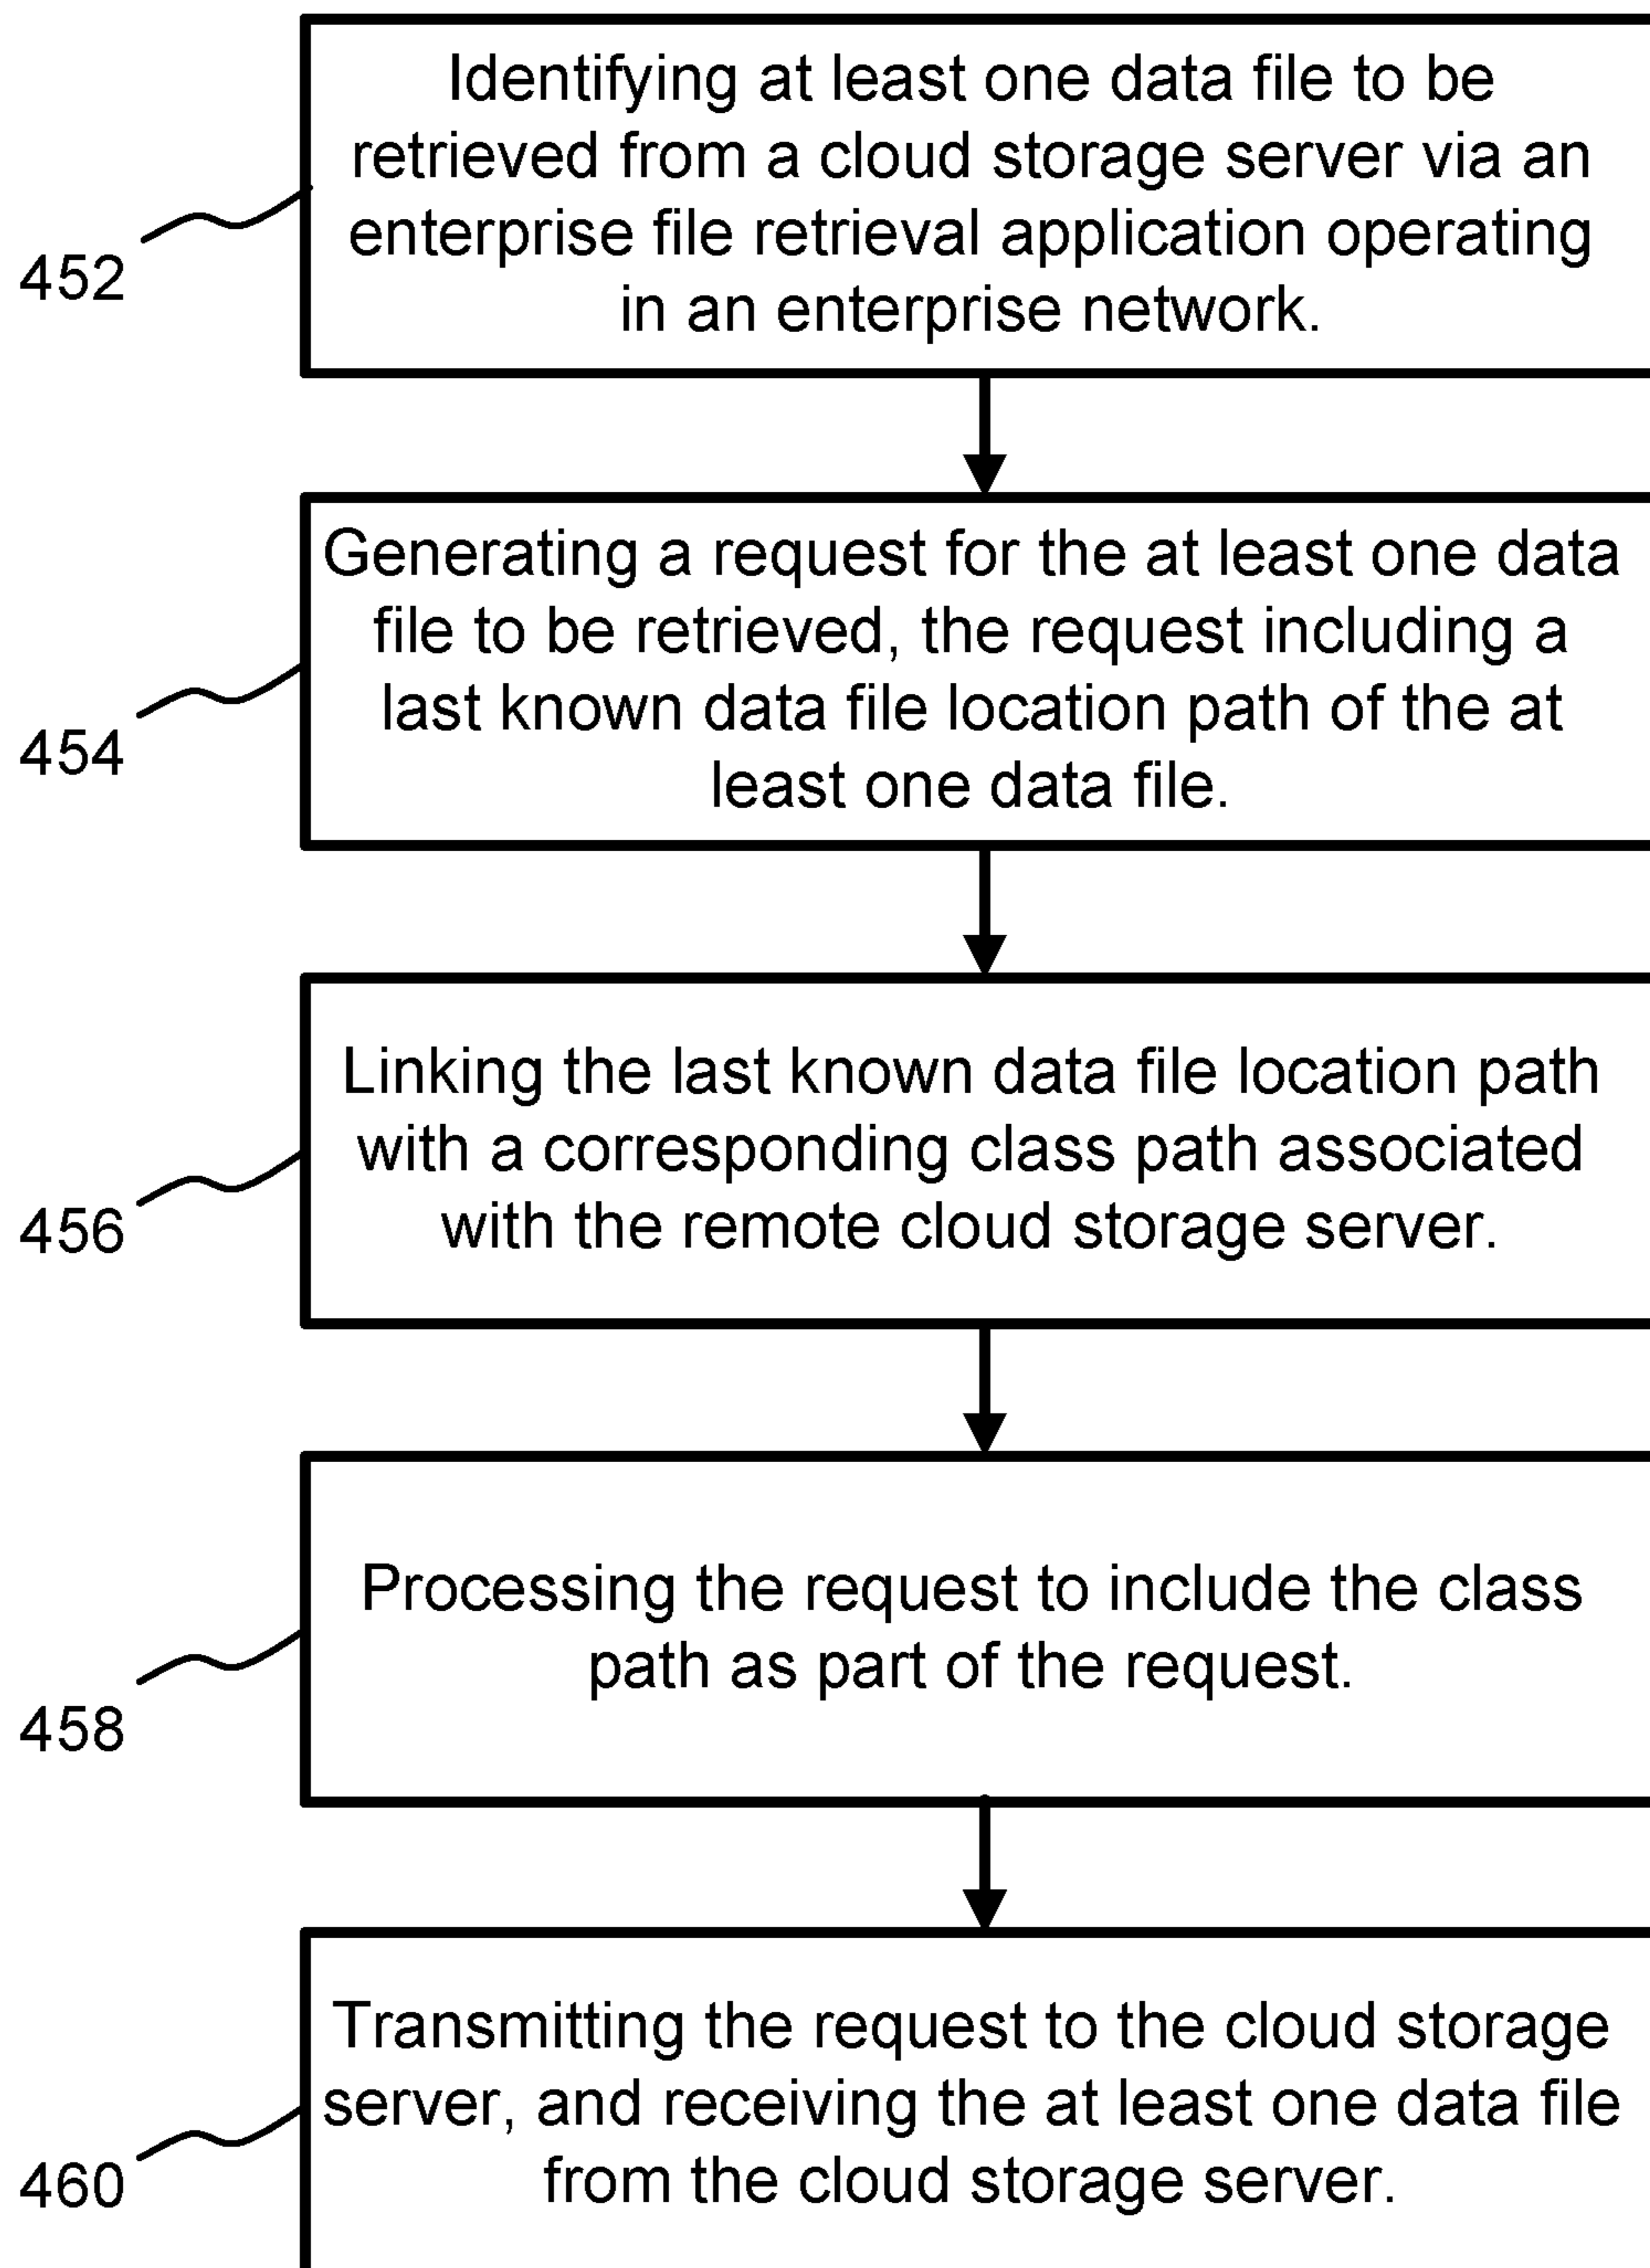 Identifying at least one data file to be
retrieved from a cloud storage server via an
enterprise file retrieval application operating
in an enterprise network.
452
Generating a request for the at least one data
file to be retrieved, the request including a
last known data file location path of the at
least one data file.
454
Linking the last known data file location path
with a corresponding class path associated
with the remote cloud storage server.
456
Processing the request to include the class
path as part of the request.
458
Transmitting the request to the cloud storage
server, and receiving the at least one data file
from the cloud storage server.
460